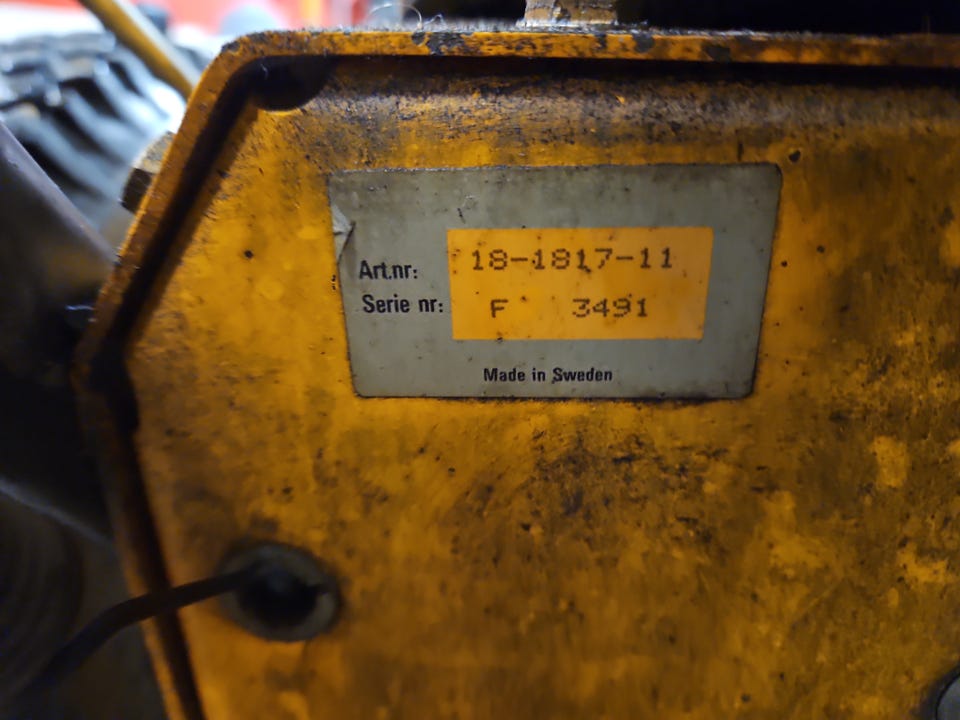 Art.nr: 18-1817-11
Serie nr: F 3491
Made in Sweden